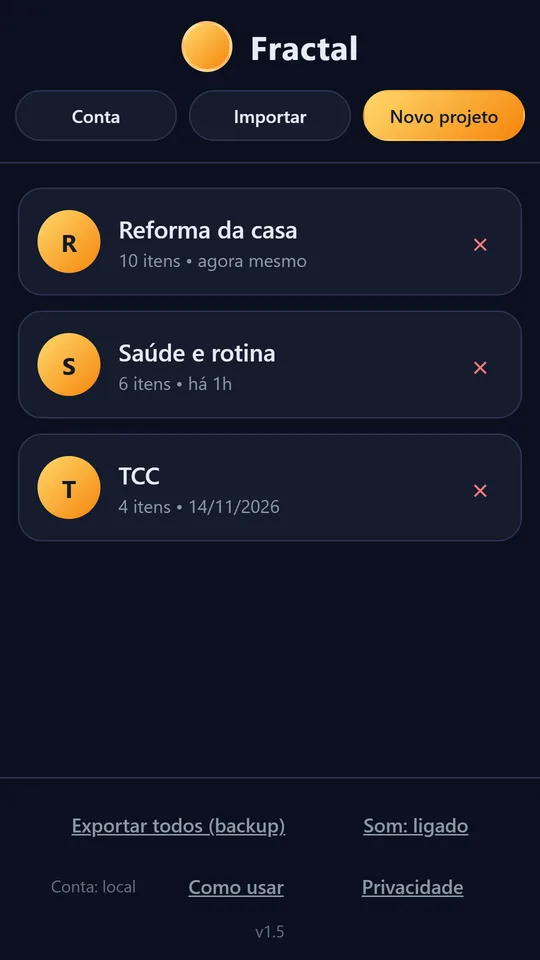 Fractal
Conta Importar Novo projeto
R
Reforma da casa
10 itens • agora mesmo
×
S
Saúde e rotina
6 itens • há 1h
×
T
TCC
4 itens • 14/11/2026
×
Exportar todos (backup) Som: ligado
Conta: local Como usar Privacidade
v1.5